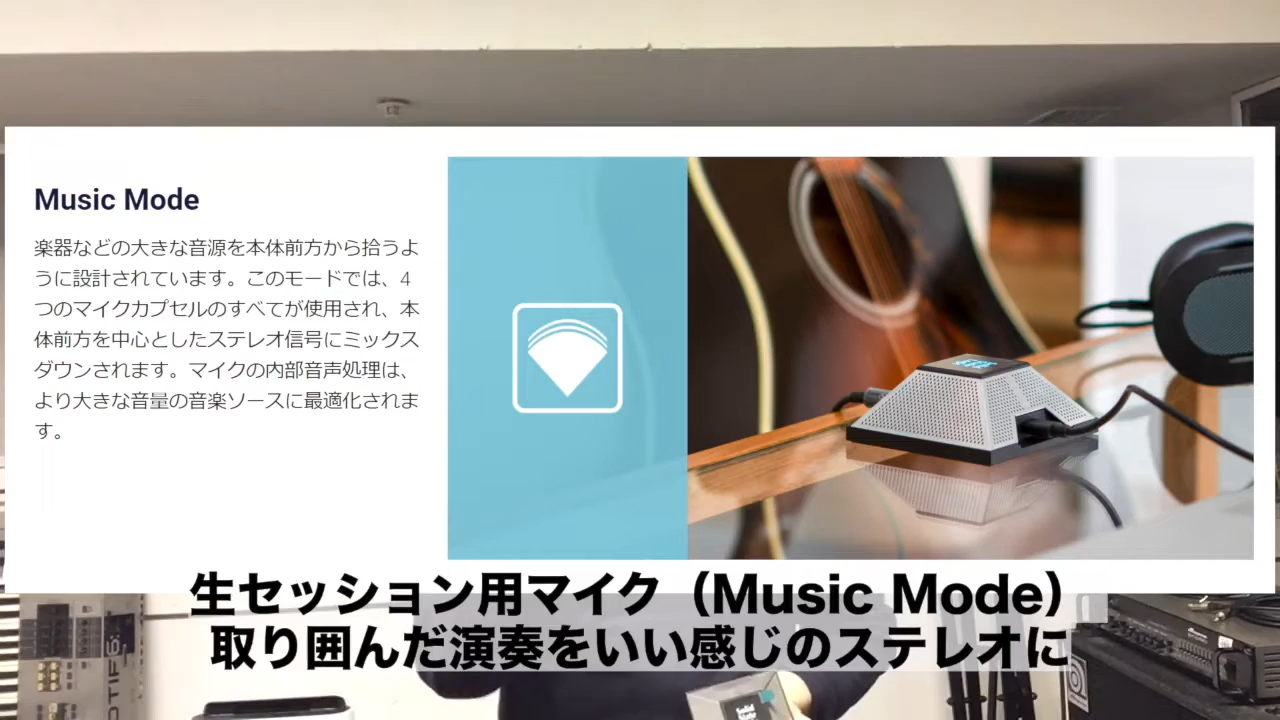 Music Mode
楽器などの大きな音源を本体前方から拾うよ
うに設計されています。このモードでは、4
つのマイクカプセルのすべてが使用され、本
体前方を中心としたステレオ信号にミックス
ダウンされます。マイクの内部音声処理は、
より大きな音量の音楽ソースに最適化されま
す。
生セッション用マイク（Music Mode）
取り囲んだ演奏をいい感じのステレオに
OTIF6
Solid
State